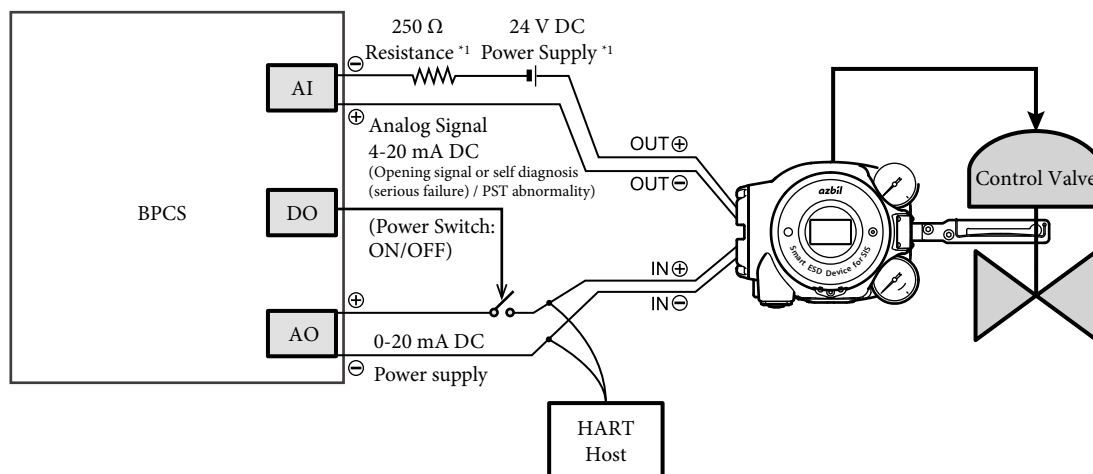 250 Ω
Resistance *1
24 V DC
Power Supply *1
⊖
AI
⊕
Analog Signal
4-20 mA DC
(Opening signal or self diagnosis
(serious failure) / PST abnormality)
OUT⊕
OUT⊖
azbil
Smart ESD Device for SIS
Control Valve
BPCS
DO
(Power Switch:
ON/OFF)
IN⊕
IN⊖
⊕
AO
0-20 mA DC
⊖
Power supply
HART
Host